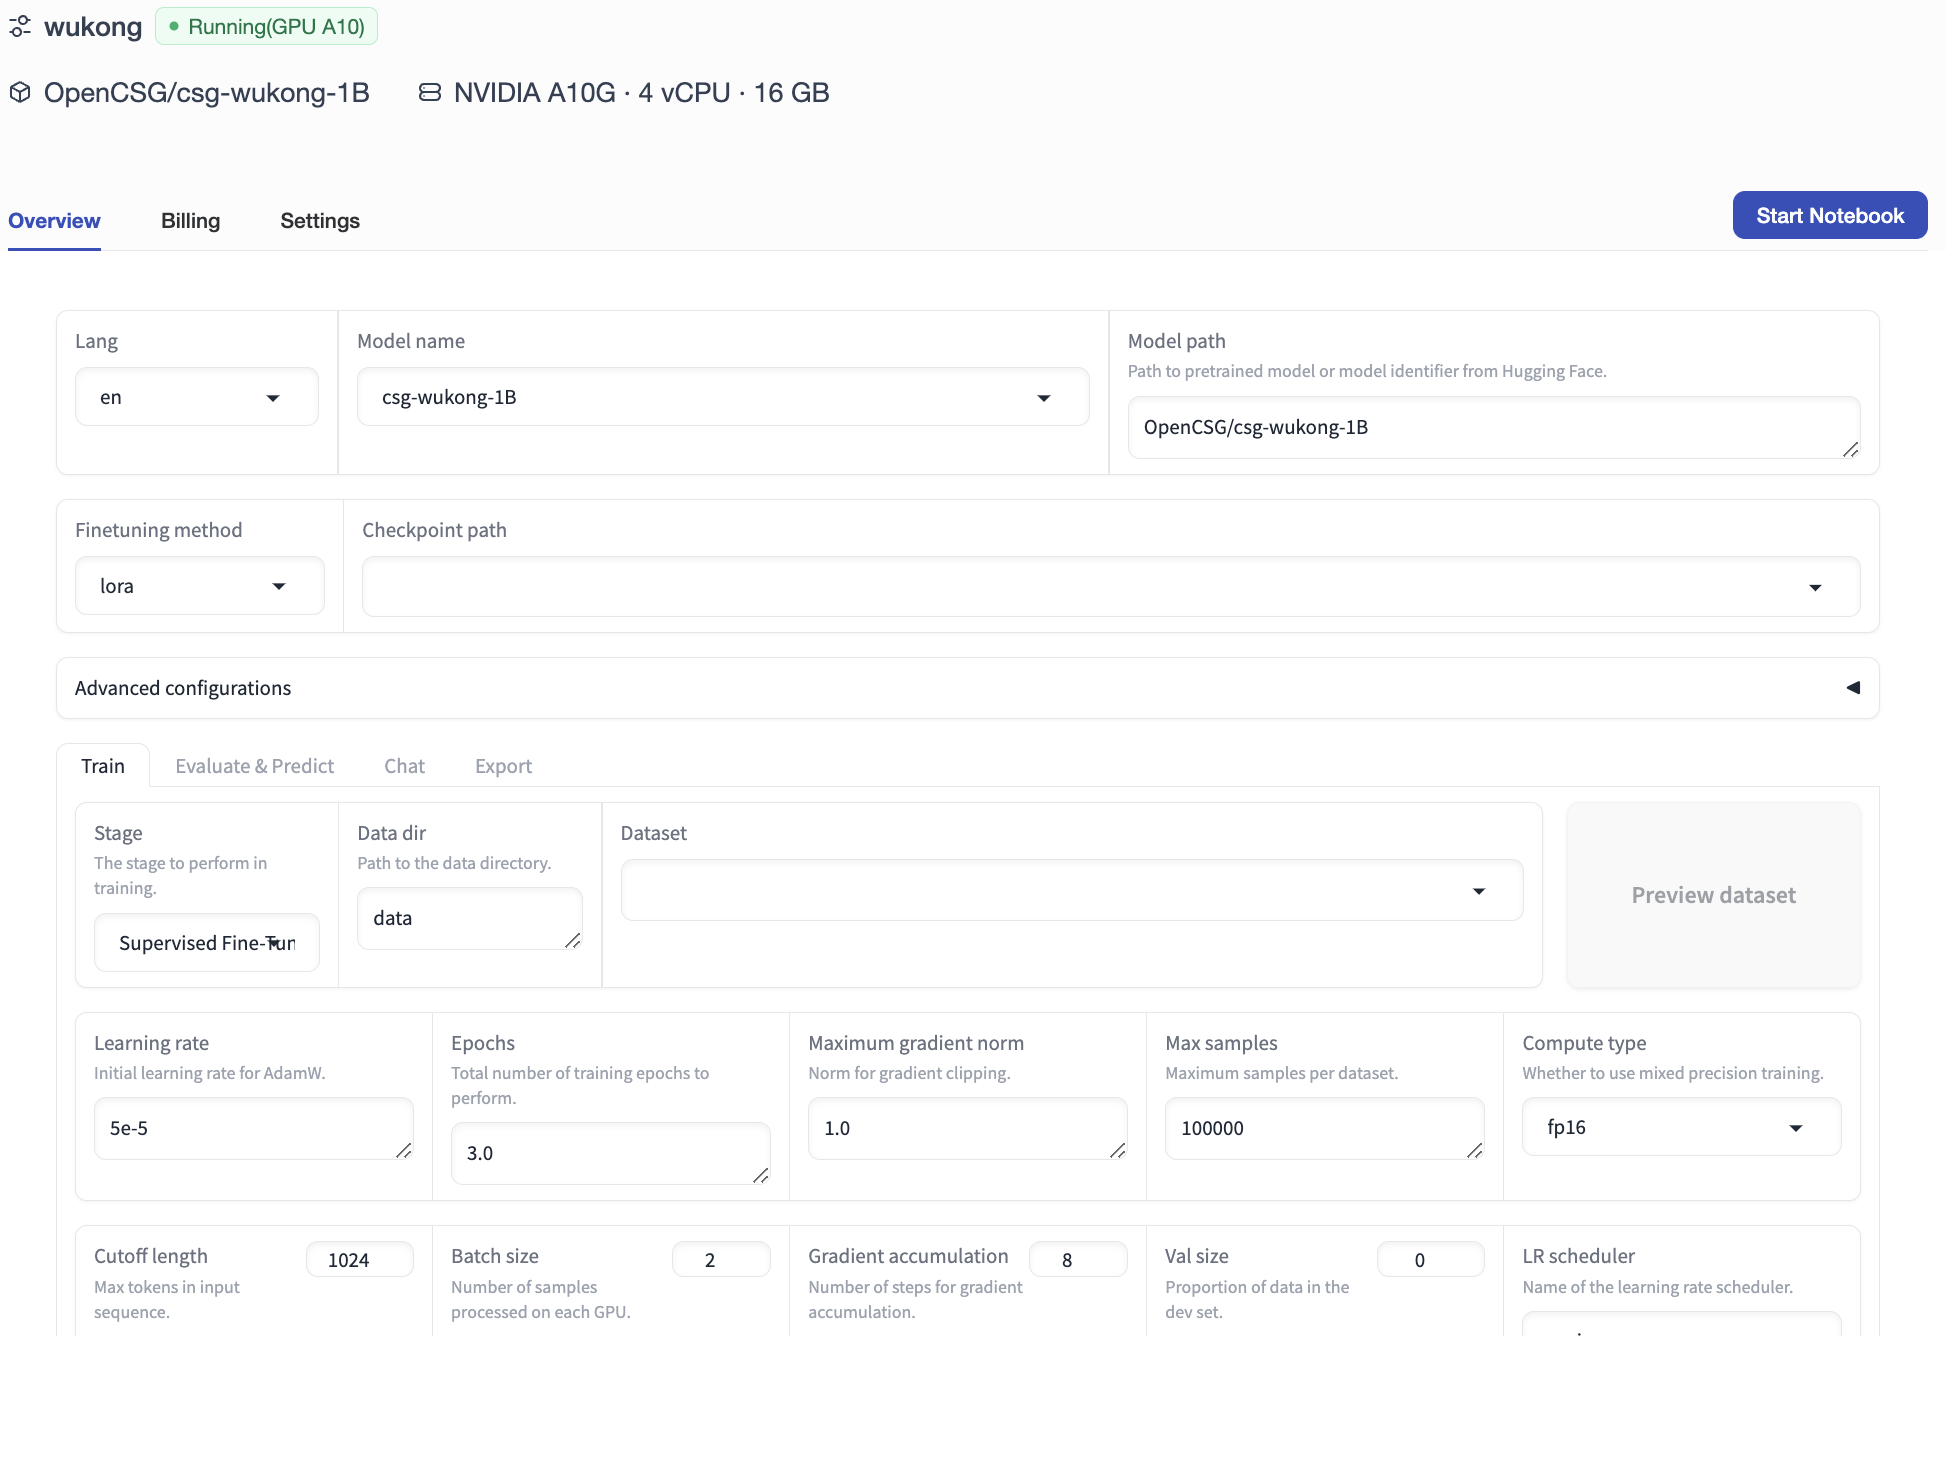 wukong
Running(GPU A10)
OpenCSG/csg-wukong-1B
NVIDIA A10G · 4 vCPU · 16 GB
Overview
Billing
Settings
Start Notebook
Lang
en
Model name
csg-wukong-1B
Model path
Path to pretrained model or model identifier from Hugging Face.
OpenCSG/csg-wukong-1B
Finetuning method
lora
Checkpoint path
Advanced configurations
Train
Evaluate & Predict
Chat
Export
Stage
The stage to perform in
training.
Supervised Fine-Tun
Data dir
Path to the data directory.
data
Dataset
Preview dataset
Learning rate
Initial learning rate for AdamW.
5e-5
Epochs
Total number of training epochs to
perform.
3.0
Maximum gradient norm
Norm for gradient clipping.
1.0
Max samples
Maximum samples per dataset.
100000
Compute type
Whether to use mixed precision training.
fp16
Cutoff length
1024
Max tokens in input
sequence.
Batch size
2
Number of samples
processed on each GPU.
Gradient accumulation
8
Number of steps for gradient
accumulation.
Val size
0
Proportion of data in the
dev set.
LR scheduler
Name of the learning rate scheduler.